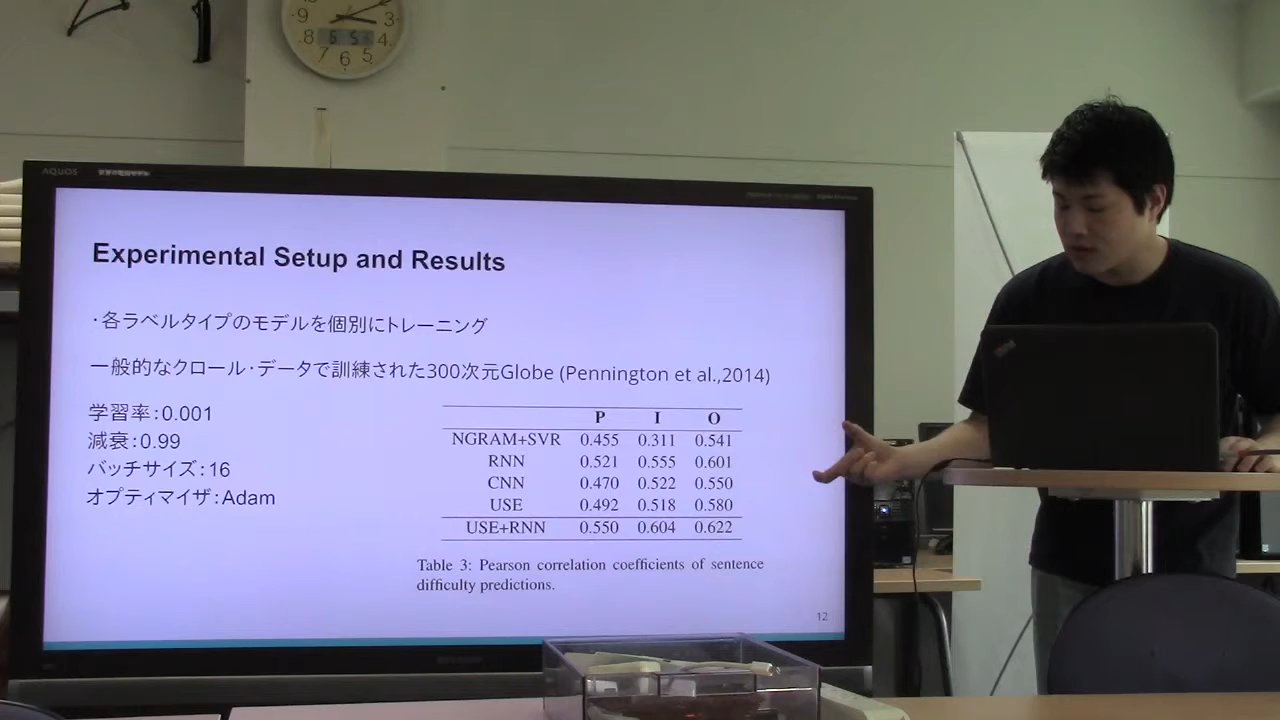 AQUOS
Experimental Setup and Results
・各ラベルタイプのモデルを個別にトレーニング
一般的なクロール・データで訓練された300次元Globe (Pennington et al.,2014)
学習率：0.001
減衰：0.99
バッチサイズ：16
オプティマイザ：Adam
P I O
NGRAM+SVR 0.455 0.311 0.541
RNN 0.521 0.555 0.601
CNN 0.470 0.522 0.550
USE 0.492 0.518 0.580
USE+RNN 0.550 0.604 0.622
Table 3: Pearson correlation coefficients of sentence
difficulty predictions.
12